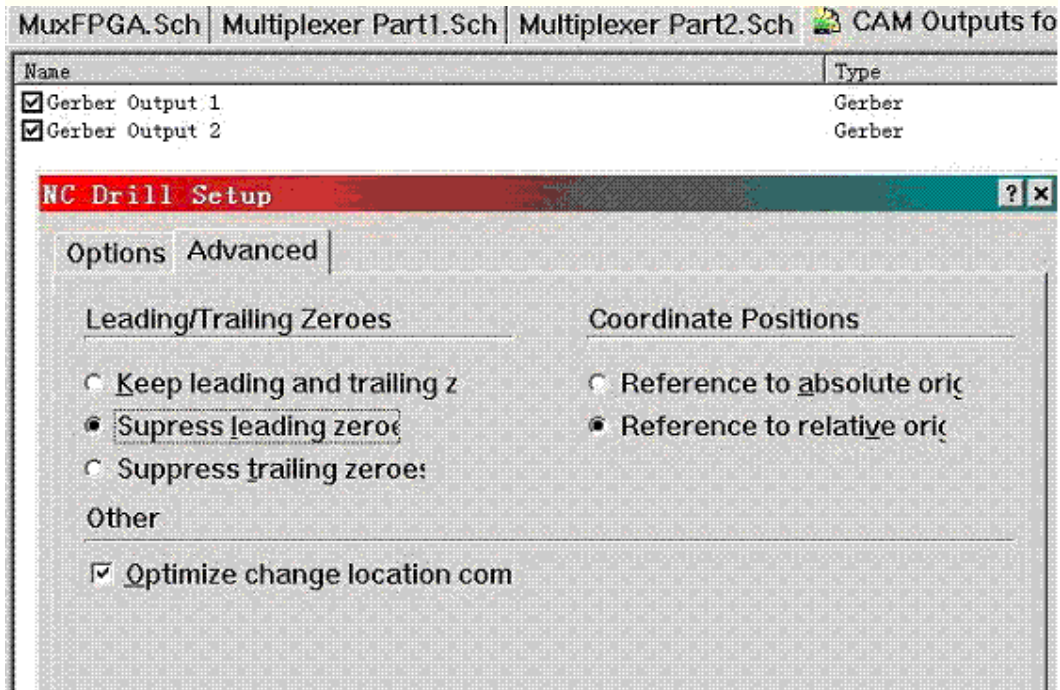 MuxFPGA.Sch Multiplexer Part1.Sch Multiplexer Part2.Sch CAM Outputs fo
Name Type
Gerber Output 1 Gerber
Gerber Output 2 Gerber
NC Drill Setup
Options Advanced
Leading/Trailing Zeroes Coordinate Positions
Keep leading and trailing z Reference to absolute orig
Supress leading zeroe Reference to relative orig
Suppress trailing zeroes
Other
Optimize change location com